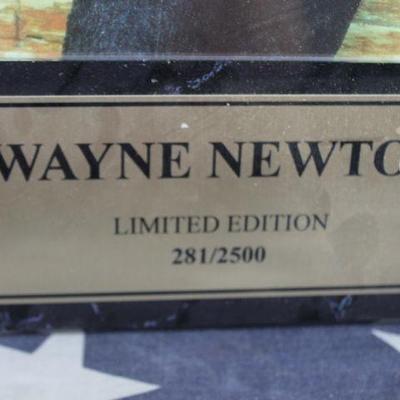 WAYNE NEWTO
LIMITED EDITION
281/2500